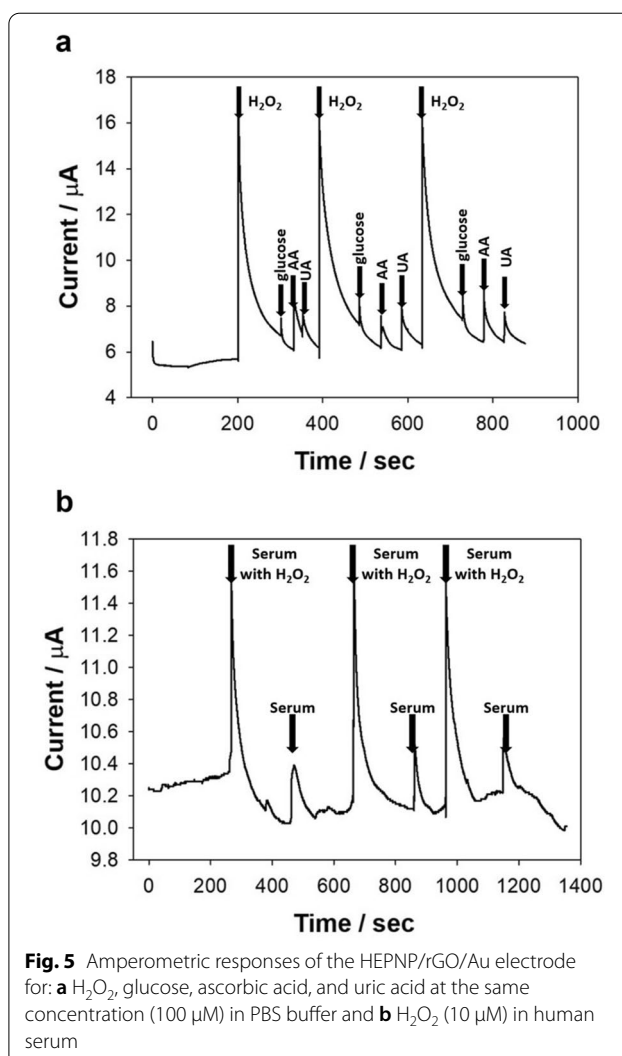 a
18
16
14
12
10
8
6
4
Current / μA
H₂O₂
H₂O₂
H₂O₂
glucose
AA
UA
glucose
AA
UA
glucose
AA
UA
0 200 400 600 800 1000
Time / sec
b
11.8
11.6
11.4
11.2
11.0
10.8
10.6
10.4
10.2
10.0
9.8
Current / μA
Serum
with H₂O₂
Serum
with H₂O₂
Serum
with H₂O₂
Serum
Serum
Serum
0 200 400 600 800 1000 1200 1400
Time / sec
Fig. 5 Amperometric responses of the HEPNP/rGO/Au electrode
for: a H₂O₂, glucose, ascorbic acid, and uric acid at the same
concentration (100 μM) in PBS buffer and b H₂O₂ (10 μM) in human
serum